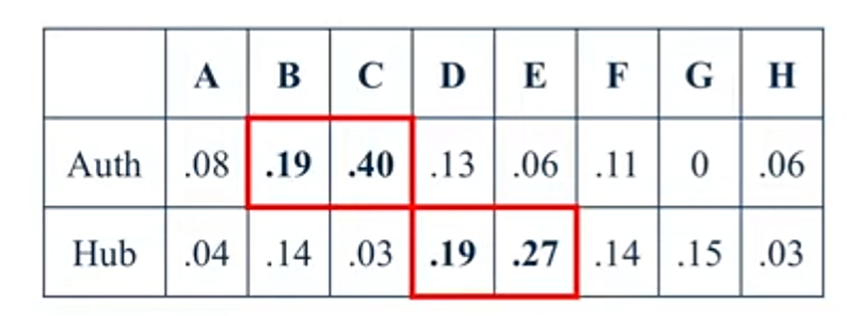 A B C D E F G H
Auth .08 .19 .40 .13 .06 .11 0 .06
Hub .04 .14 .03 .19 .27 .14 .15 .03